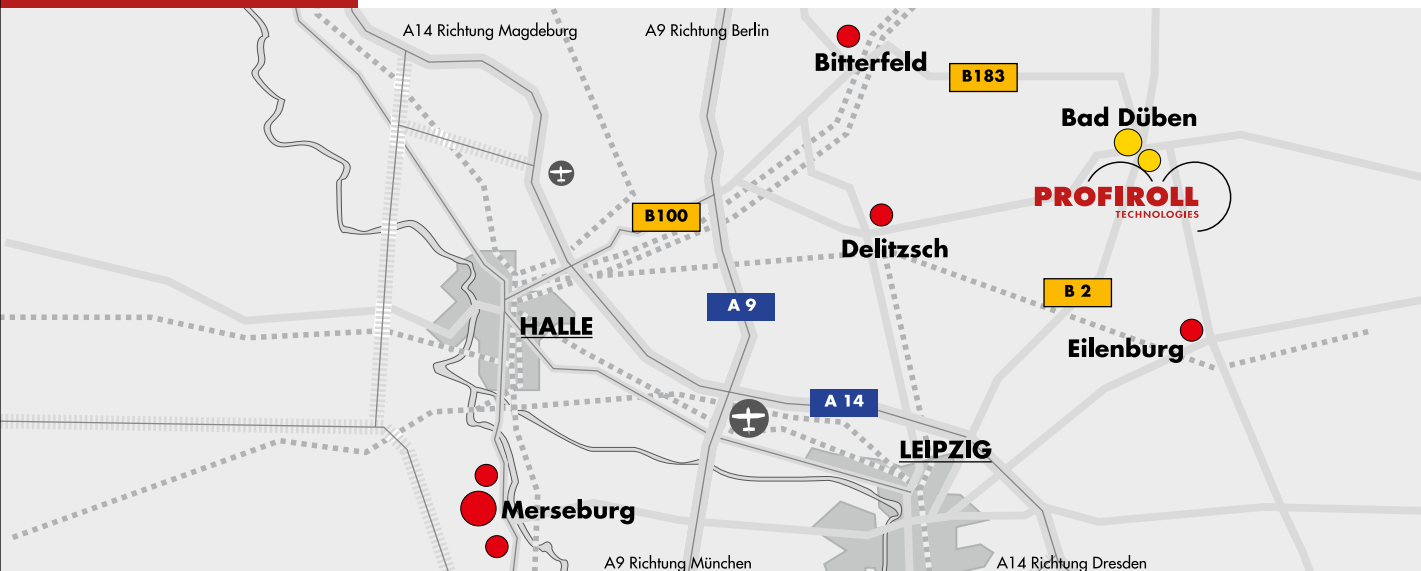 A14 Richtung Magdeburg
A9 Richtung Berlin
Bitterfeld
B183
Bad Düben
PROFIROLL
TECHNOLOGIES
B100
Delitzsch
B 2
A 9
HALLE
Eilenburg
A 14
LEIPZIG
Merseburg
A9 Richtung München
A14 Richtung Dresden